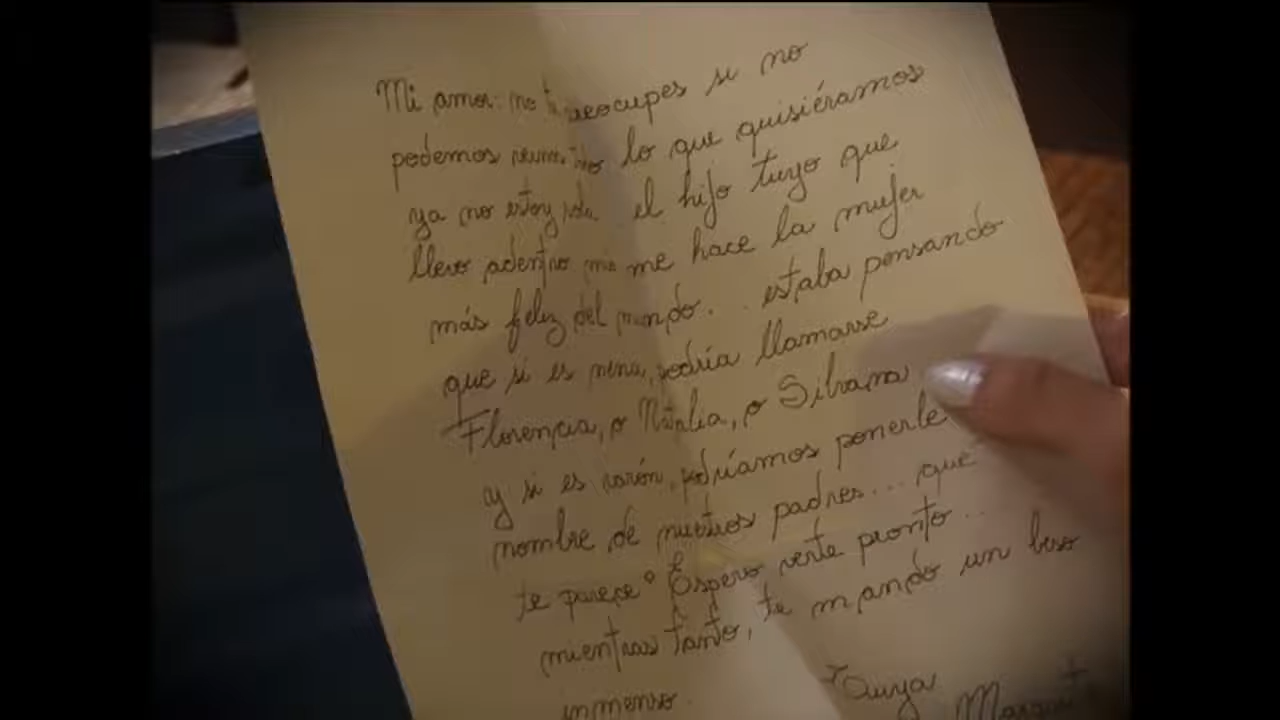 Mi amor: no te preocupes si no
podemos vernos lo que quisiéramos
ya no estoy sola el hijo tuyo que
llevo adentro me hace la mujer
más feliz del mundo... estaba pensando
que si es nena, podría llamarse
Florencia, o Natalia, o Silvana
y si es varón, podríamos ponerle
nombre de nuestros padres... que
te parece? Espero verte pronto...
mientras tanto, te mando un beso
inmenso.
Tuya